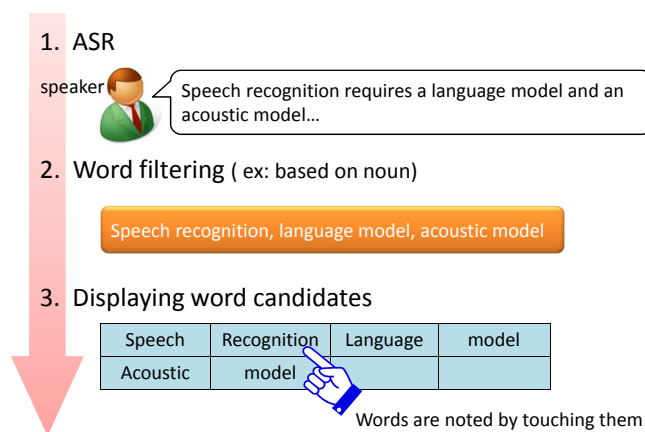 1. ASR
speaker
Speech recognition requires a language model and an
acoustic model…
2. Word filtering ( ex: based on noun)
Speech recognition, language model, acoustic model
3. Displaying word candidates
Speech Recognition Language model
Acoustic model
Words are noted by touching them